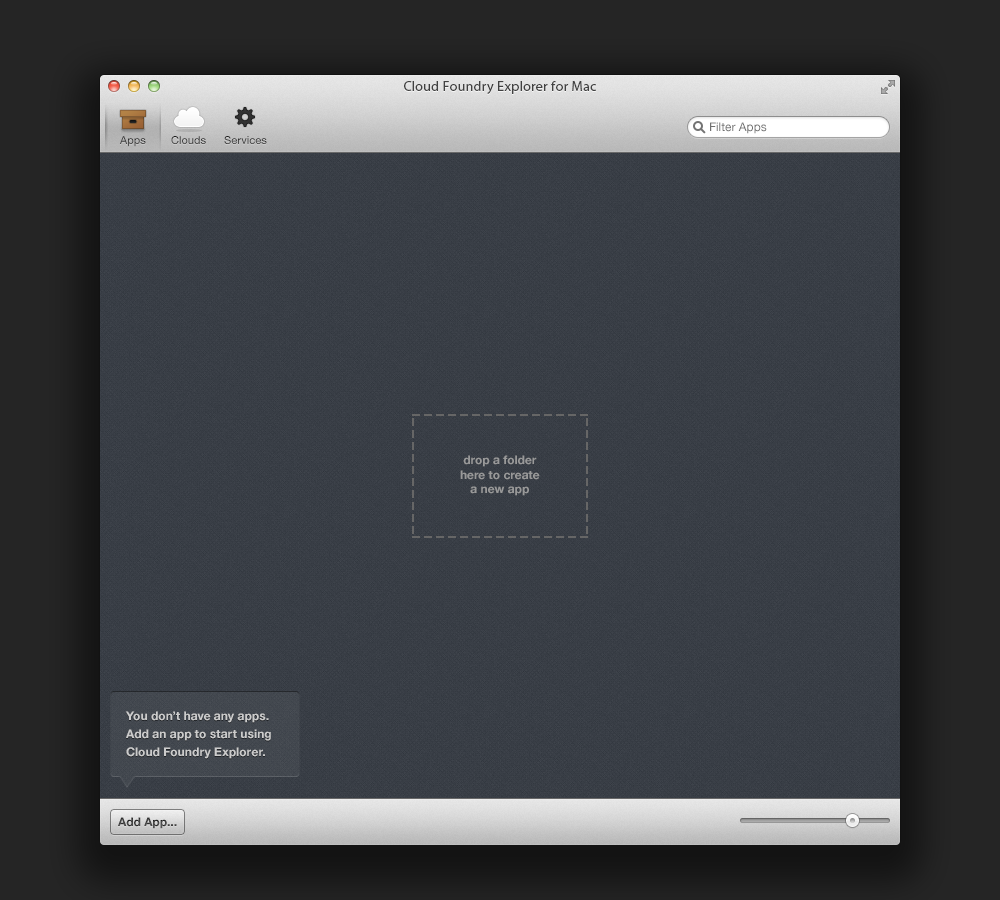 Cloud Foundry Explorer for Mac
Apps
Clouds
Services
Filter Apps
drop a folder
here to create
a new app
You don't have any apps.
Add an app to start using
Cloud Foundry Explorer.
Add App...